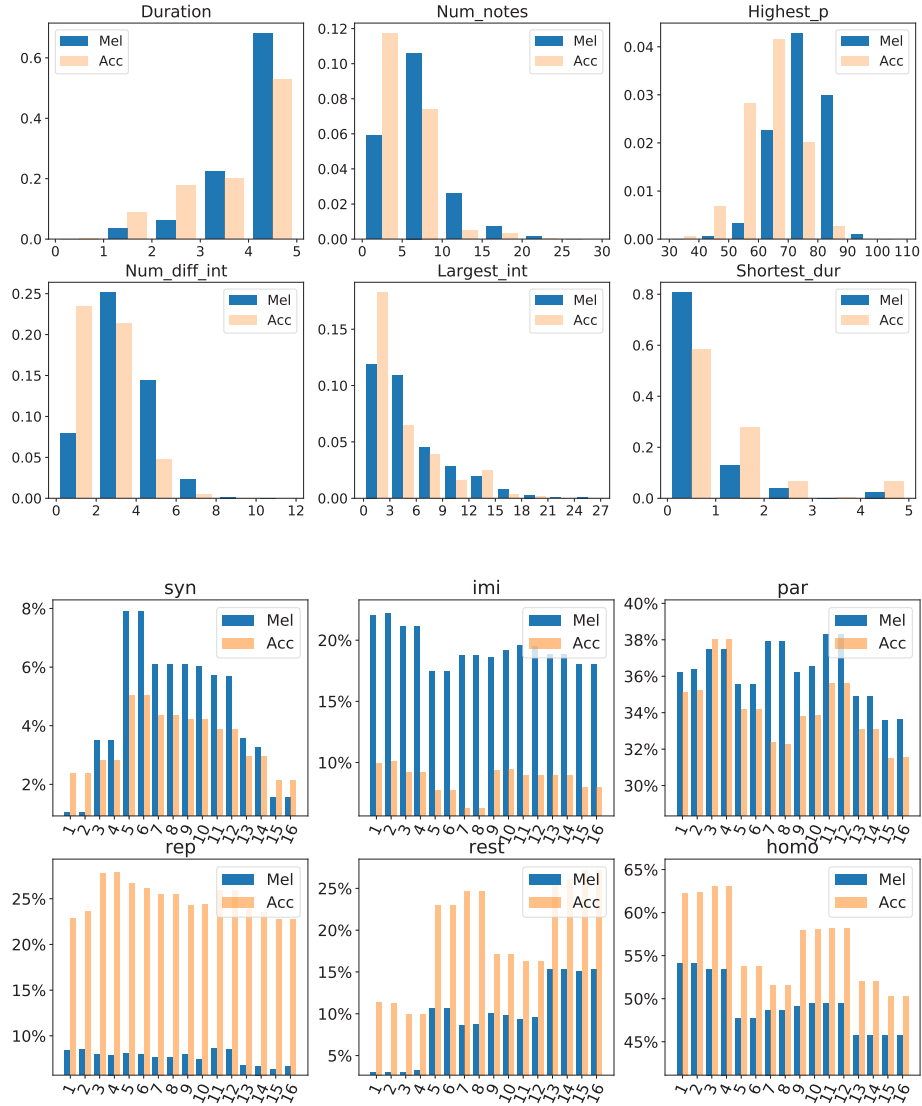 Duration
Mel
Acc
0.6
0.4
0.2
0.0
0 1 2 3 4 5
Num_notes
Mel
Acc
0.12
0.10
0.08
0.06
0.04
0.02
0.00
0 5 10 15 20 25 30
Highest_p
Mel
Acc
0.04
0.03
0.02
0.01
0.00
30 40 50 60 70 80 90 100 110
Num_diff_int
Mel
Acc
0.25
0.20
0.15
0.10
0.05
0.00
0 2 4 6 8 10 12
Largest_int
Mel
Acc
0.15
0.10
0.05
0.00
0 3 6 9 12 15 18 21 24 27
Shortest_dur
Mel
Acc
0.8
0.6
0.4
0.2
0.0
0 1 2 3 4 5
syn
Mel
Acc
8%
6%
4%
2%
1 2 3 4 5 6 7 8 9 10 11 12 13 14 15 16
imi
Mel
Acc
20%
15%
10%
1 2 3 4 5 6 7 8 9 10 11 12 13 14 15 16
par
Mel
Acc
40%
38%
36%
34%
32%
30%
1 2 3 4 5 6 7 8 9 10 11 12 13 14 15 16
rep
Mel
Acc
25%
20%
15%
10%
1 2 3 4 5 6 7 8 9 10 11 12 13 14 15 16
rest
Mel
Acc
25%
20%
15%
10%
5%
1 2 3 4 5 6 7 8 9 10 11 12 13 14 15 16
homo
Mel
Acc
65%
60%
55%
50%
45%
1 2 3 4 5 6 7 8 9 10 11 12 13 14 15 16